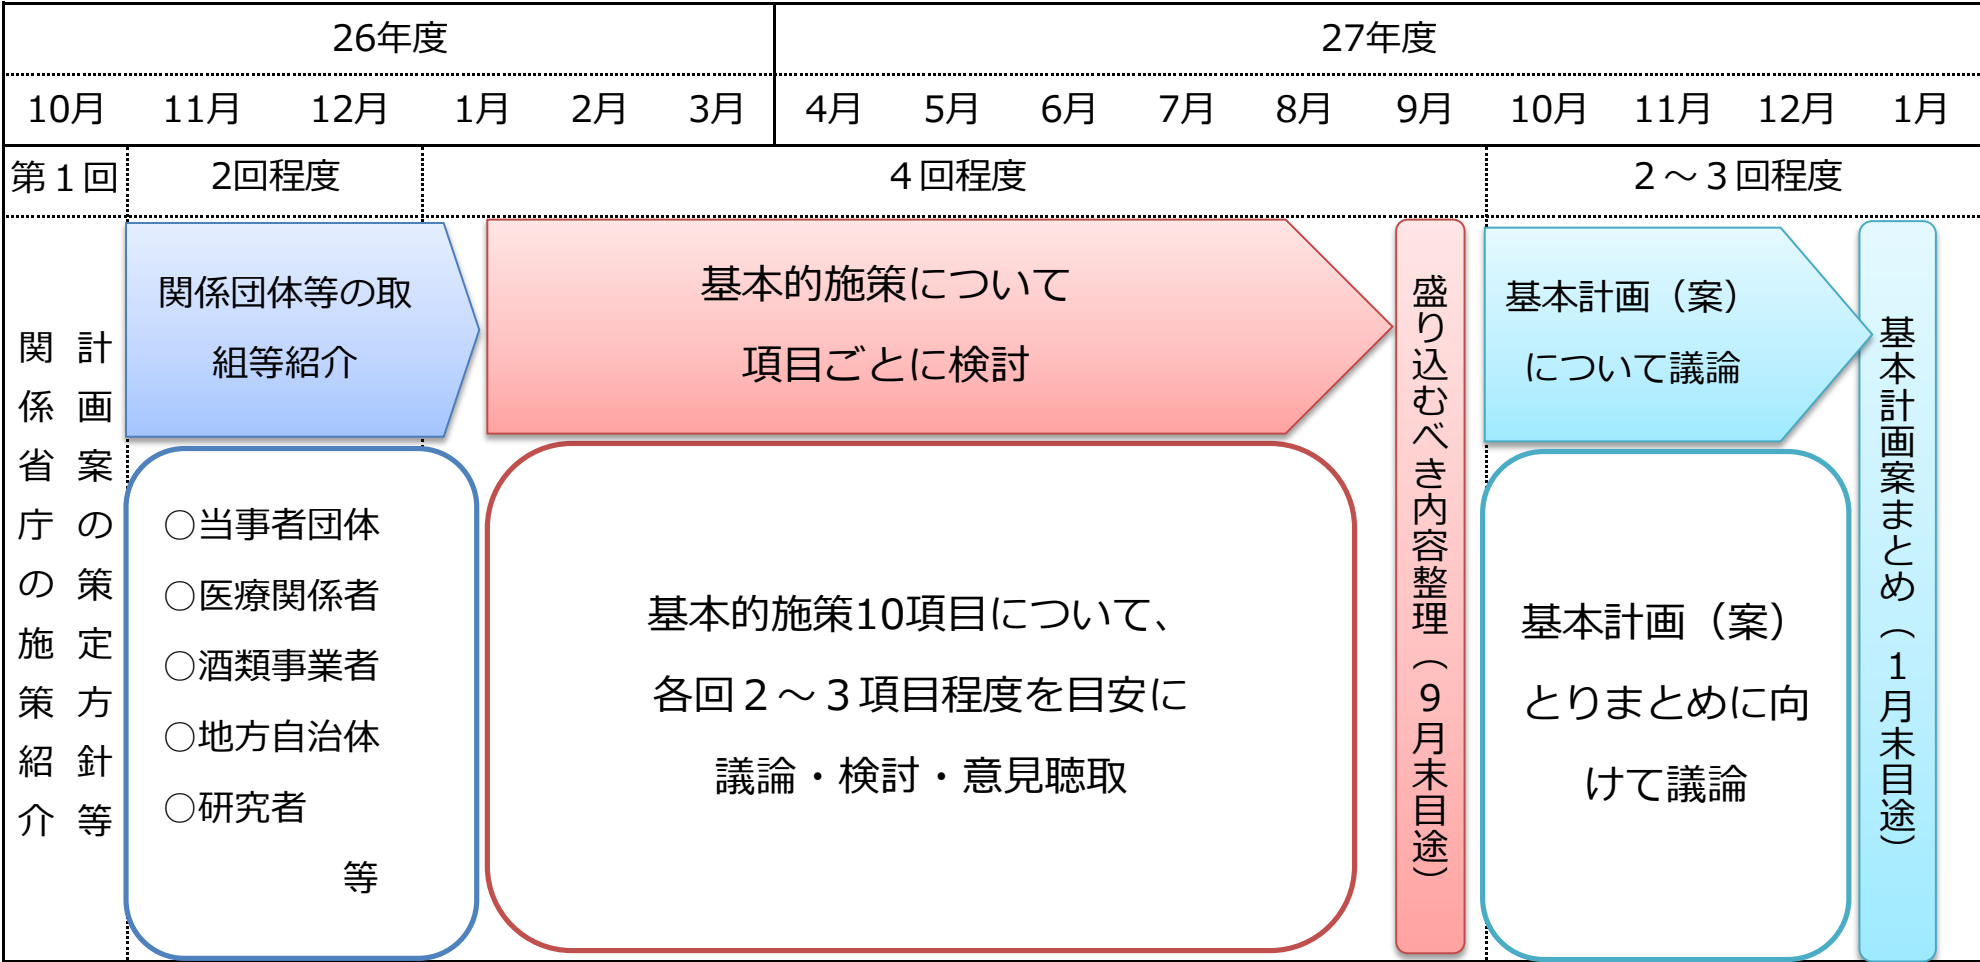 26年度
27年度
10月 11月 12月 1月 2月 3月 4月 5月 6月 7月 8月 9月 10月 11月 12月 1月
第１回
2回程度
４回程度
２～３回程度
計画案の策定方針等
関係省庁の施策紹介
関係団体等の取
組等紹介
○当事者団体
○医療関係者
○酒類事業者
○地方自治体
○研究者
等
基本的施策について
項目ごとに検討
基本的施策10項目について、
各回２～３項目程度を目安に
議論・検討・意見聴取
盛り込むべき内容整理（９月末目途）
基本計画（案）
について議論
基本計画（案）
とりまとめに向
けて議論
基本計画案まとめ（１月末目途）